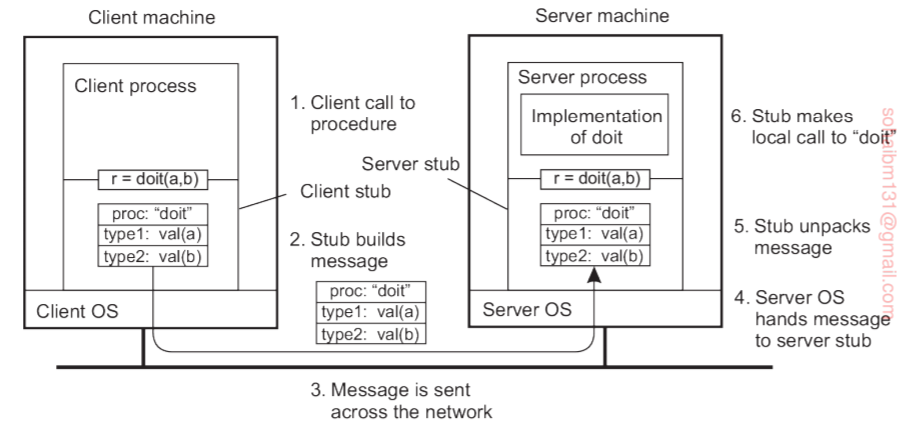 Client machine
Server machine
Client process
Server process
Implementation
of doit
1. Client call to
procedure
6. Stub makes
local call to “doit”
Server stub
Client stub
r = doit(a,b)
r = doit(a,b)
proc: “doit”
type1: val(a)
type2: val(b)
2. Stub builds
message
proc: “doit”
type1: val(a)
type2: val(b)
proc: “doit”
type1: val(a)
type2: val(b)
5. Stub unpacks
message
Client OS
Server OS
4. Server OS
hands message
to server stub
3. Message is sent
across the network